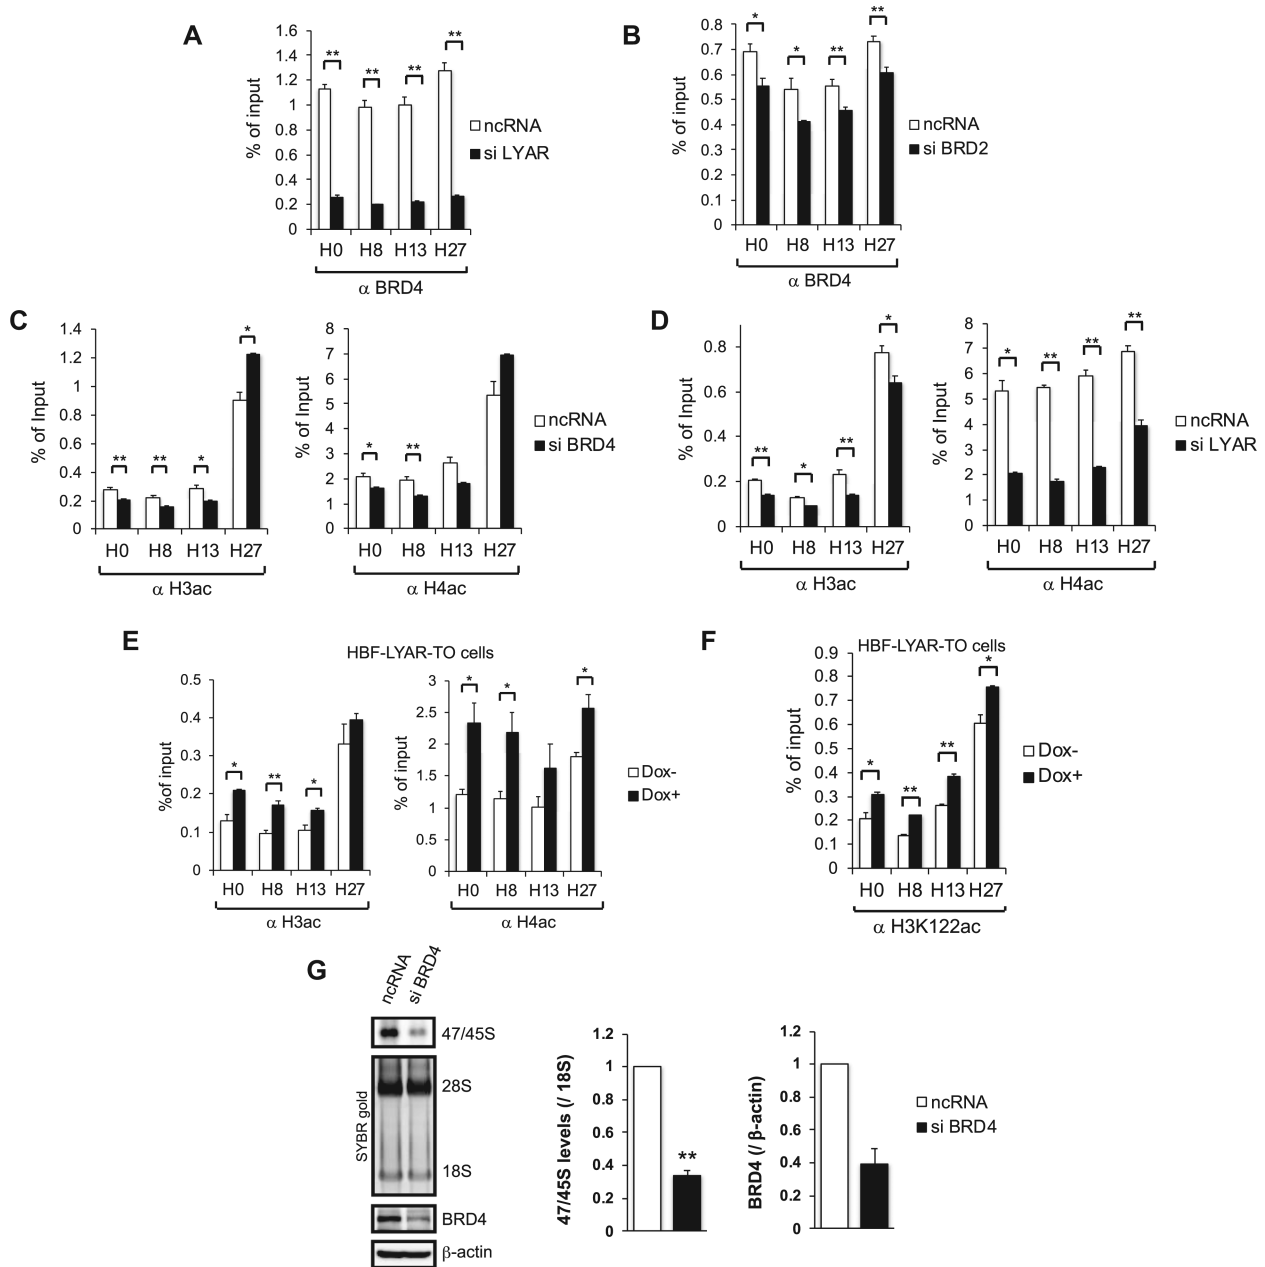 A
% of input
1.6
1.4
1.2
1
0.8
0.6
0.4
0.2
0
** ** ** **
H0 H8 H13 H27
α BRD4
ncRNA
si LYAR
B
% of input
0.8
0.7
0.6
0.5
0.4
0.3
0.2
0.1
0
* * ** **
H0 H8 H13 H27
α BRD4
ncRNA
si BRD2
C
% of Input
1.4
1.2
1
0.8
0.6
0.4
0.2
0
** ** * *
H0 H8 H13 H27
α H3ac
% of Input
8
7
6
5
4
3
2
1
0
* **
H0 H8 H13 H27
α H4ac
ncRNA
si BRD4
D
% of Input
0.8
0.6
0.4
0.2
0
** * ** *
H0 H8 H13 H27
α H3ac
% of Input
8
7
6
5
4
3
2
1
0
* ** ** **
H0 H8 H13 H27
α H4ac
ncRNA
si LYAR
E
HBF-LYAR-TO cells
%of input
0.5
0.4
0.3
0.2
0.1
0
* ** *
H0 H8 H13 H27
α H3ac
% of input
3
2.5
2
1.5
1
0.5
0
* * *
H0 H8 H13 H27
α H4ac
Dox-
Dox+
F
HBF-LYAR-TO cells
% of input
0.9
0.8
0.7
0.6
0.5
0.4
0.3
0.2
0.1
0
* ** ** *
H0 H8 H13 H27
α H3K122ac
Dox-
Dox+
G
ncRNA si BRD4
47/45S
SYBR gold
28S
18S
BRD4
β-actin
47/45S levels (/ 18S)
1.2
1
0.8
0.6
0.4
0.2
0
**
BRD4 (/ β-actin)
1.2
1
0.8
0.6
0.4
0.2
0
ncRNA
si BRD4